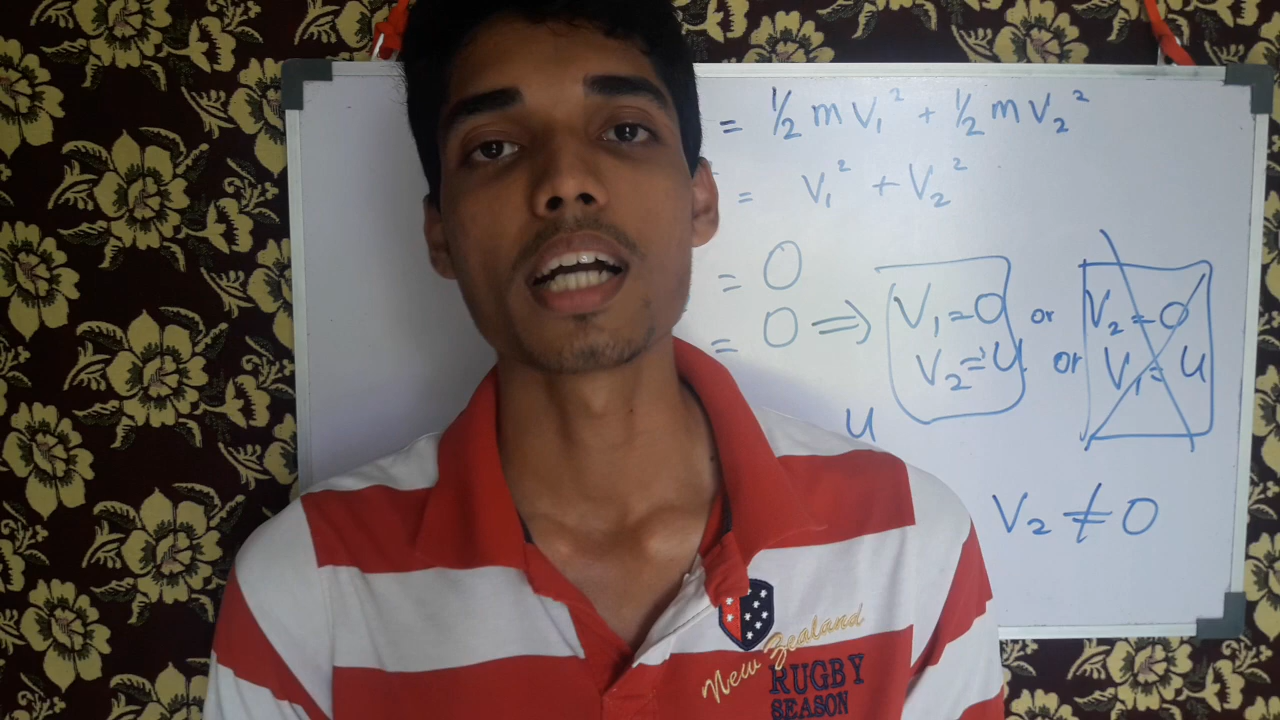 = ½ m V₁² + ½ m V₂²
= V₁² + V₂²
= 0
= 0 ⇒ V₁ = 0 or V₂ = 0
V₂ = u or V₁ = u
u
V₂ ≠ 0
New Zealand
RUGBY
SEASON